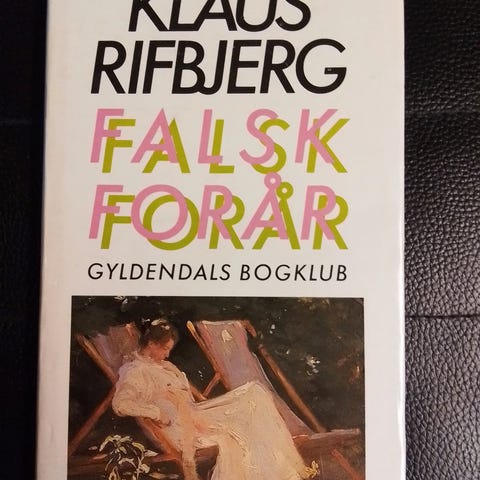 KLAUS
RIFBJERG
FALSK
FORÅR
GYLDENDALS BOGKLUB